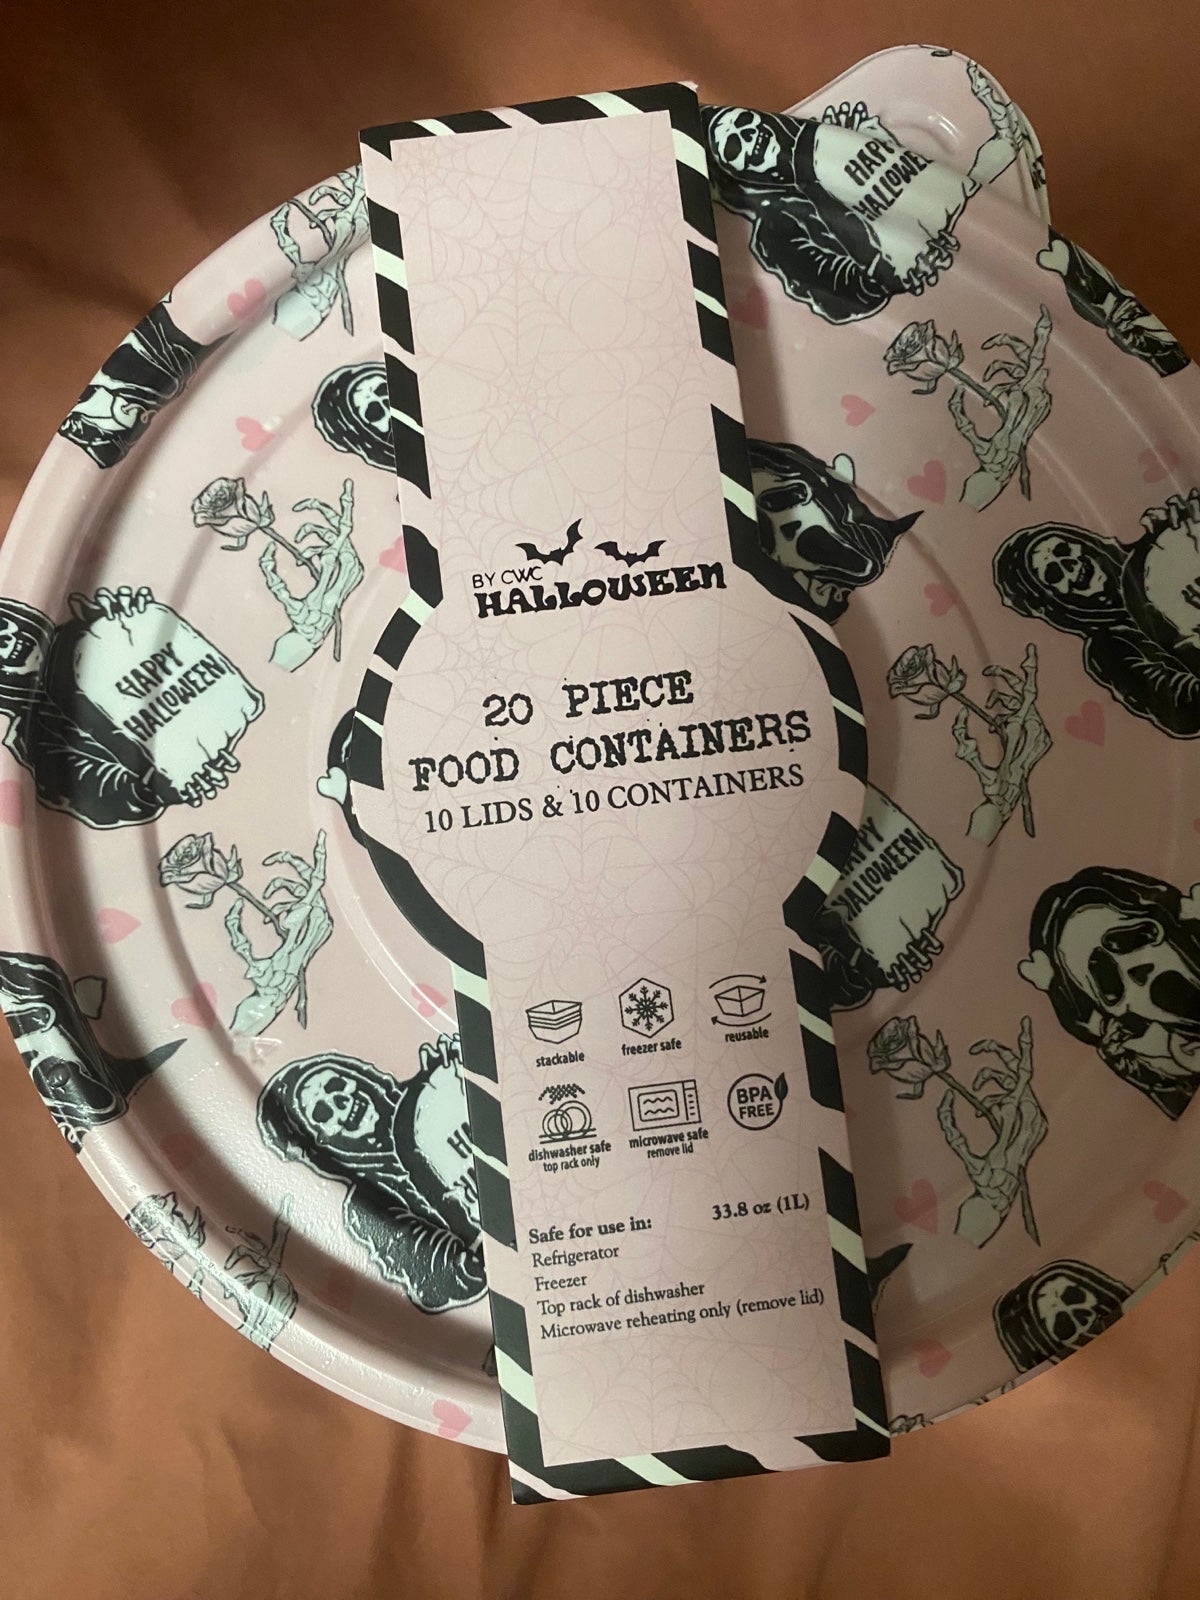 HAPPY
HALLOWEEN
BY CWC
HALLOWEEN
20 PIECE
FOOD CONTAINERS
10 LIDS & 10 CONTAINERS
HAPPY
HALLOWEEN!
HAPPY
HALLOWEEN!
stackable
freezer safe
reusable
dishwasher safe
top rack only
microwave safe
remove lid
BPA
FREE
33.8 oz (1L)
Safe for use in:
Refrigerator
Freezer
Top rack of dishwasher
Microwave reheating only (remove lid)